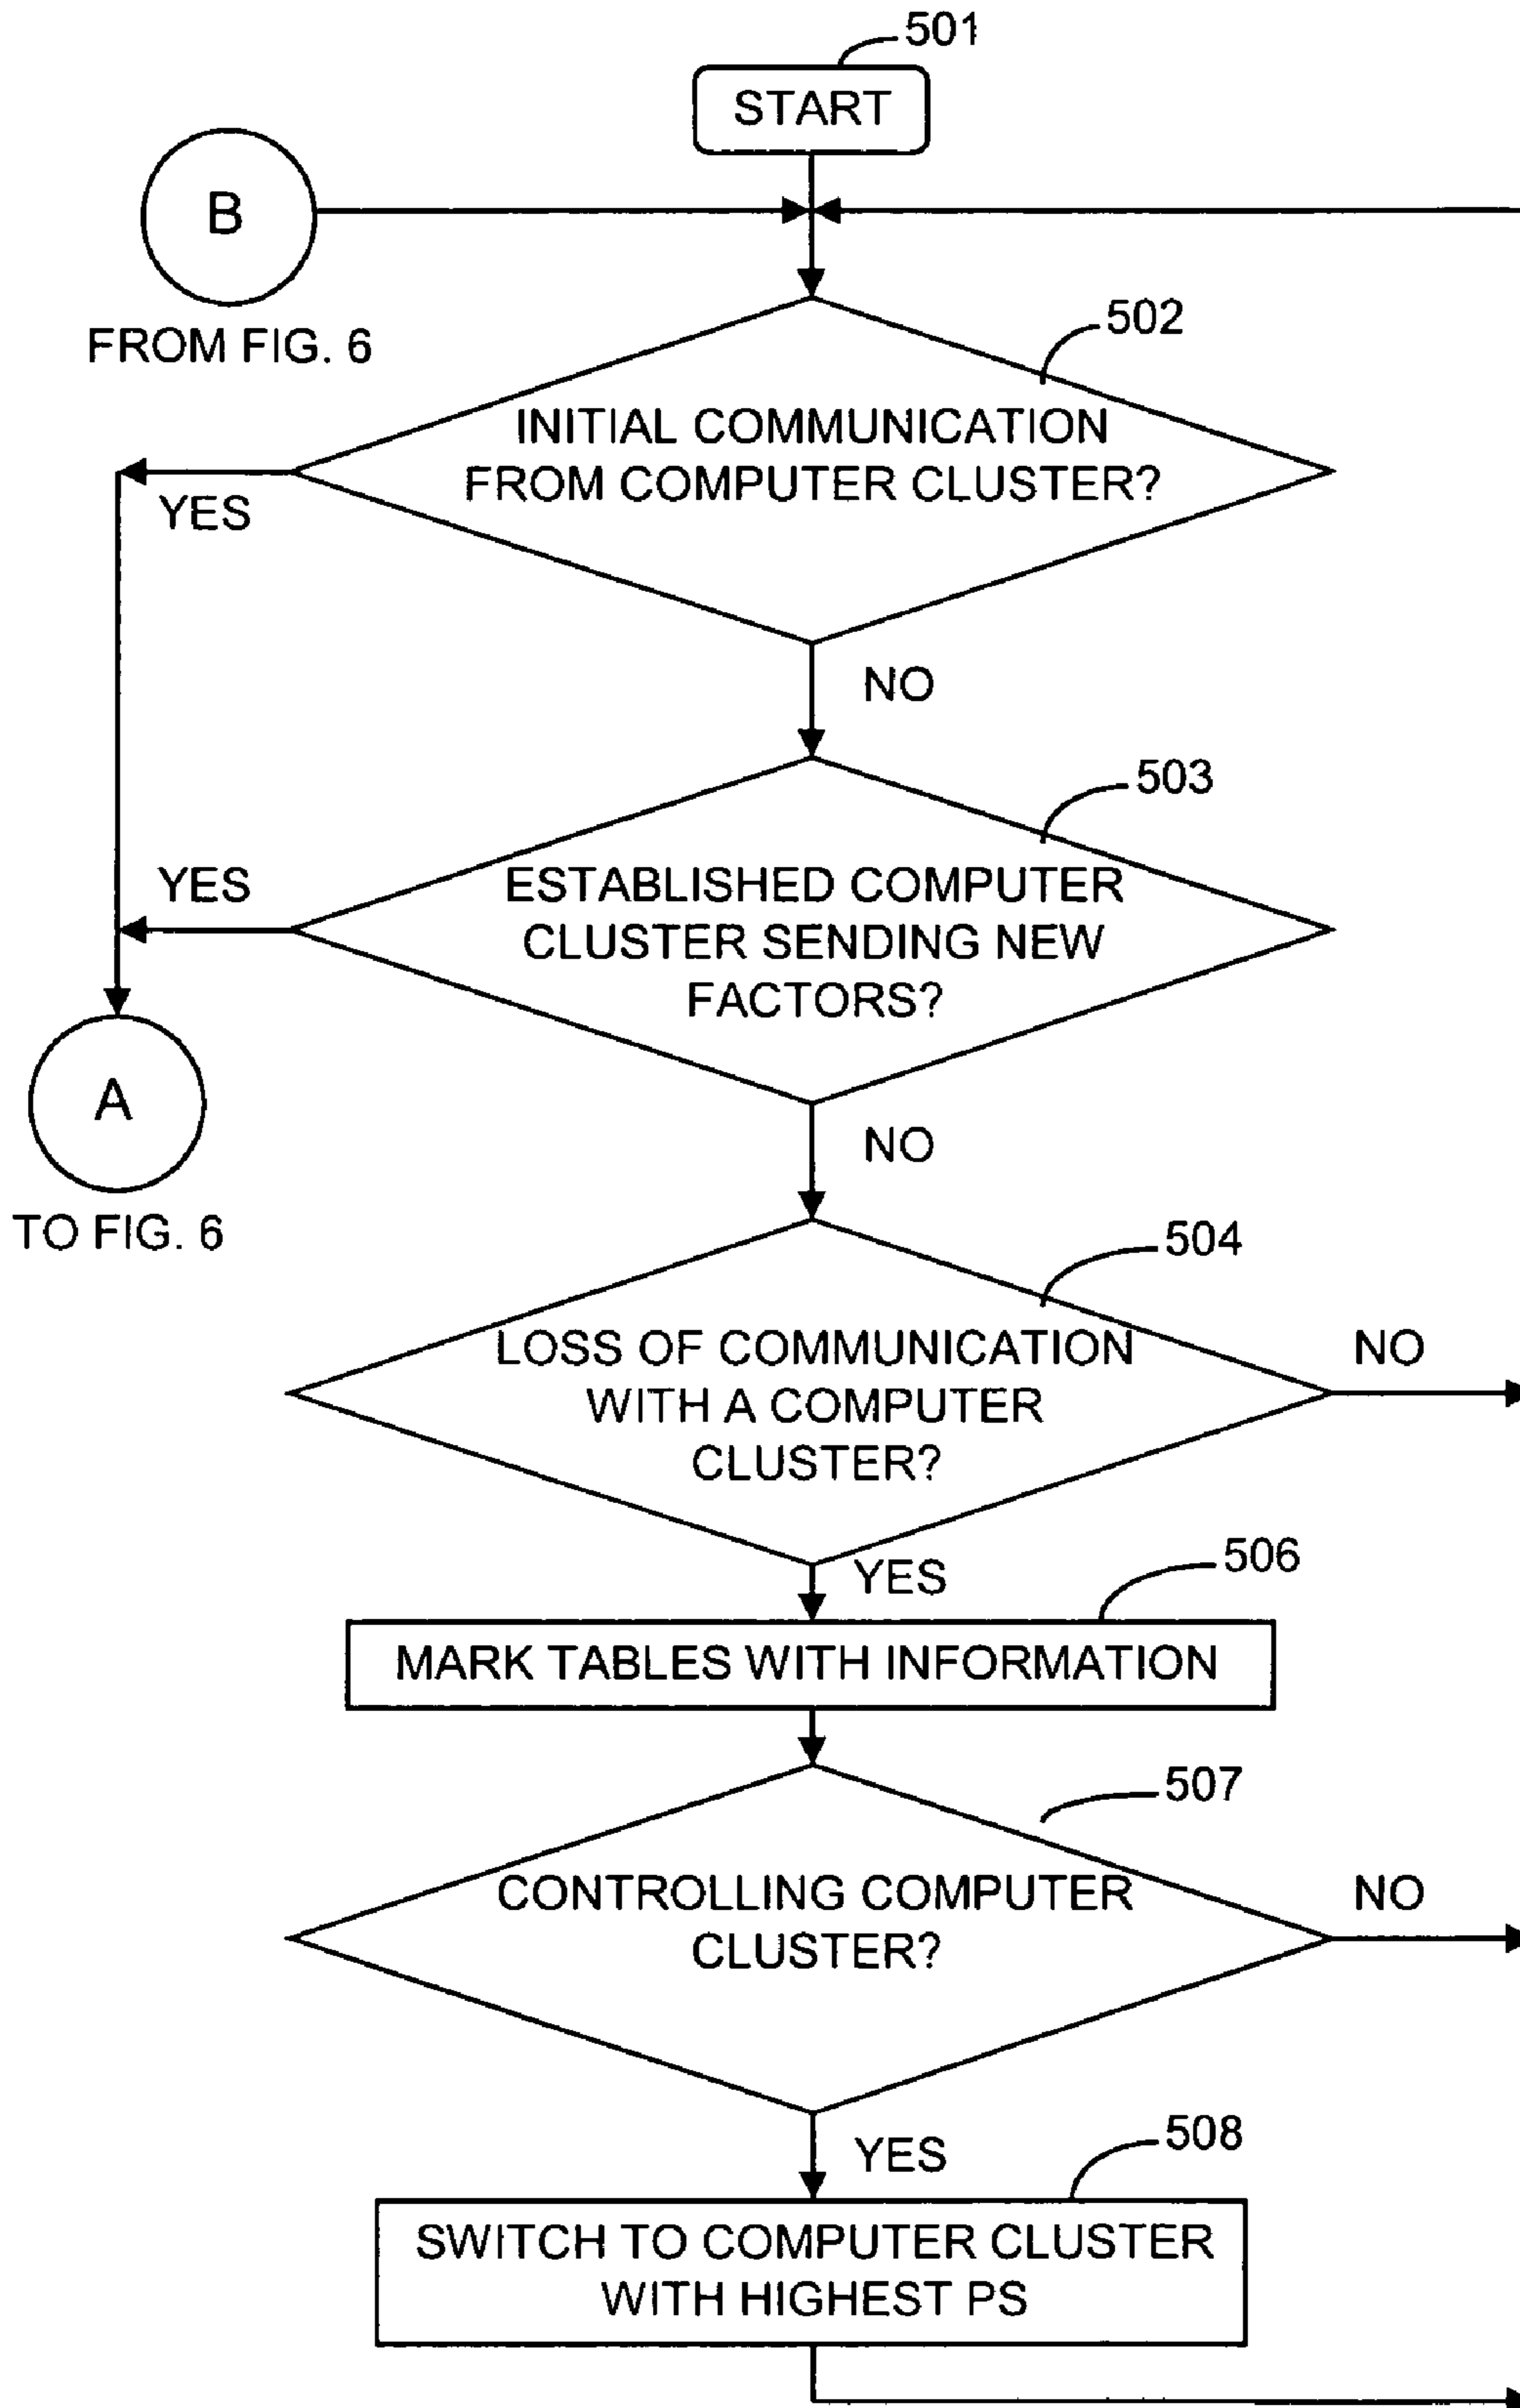 501
START
B
FROM FIG. 6
502
INITIAL COMMUNICATION
FROM COMPUTER CLUSTER?
YES
NO
503
YES
ESTABLISHED COMPUTER
CLUSTER SENDING NEW
FACTORS?
A
NO
TO FIG. 6
504
LOSS OF COMMUNICATION
WITH A COMPUTER
CLUSTER?
NO
YES
506
MARK TABLES WITH INFORMATION
507
CONTROLLING COMPUTER
CLUSTER?
NO
YES
508
SWITCH TO COMPUTER CLUSTER
WITH HIGHEST PS